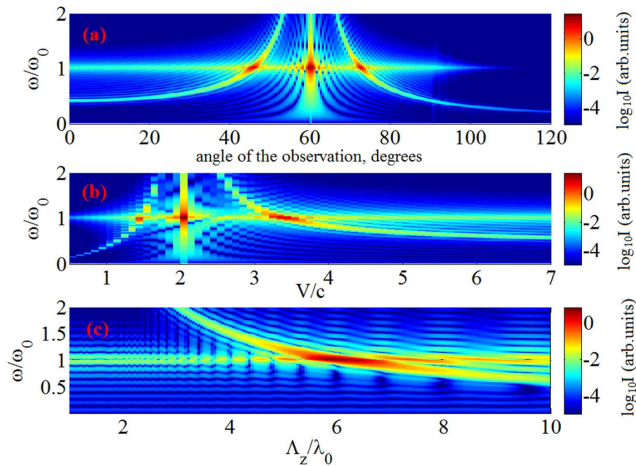 (a)
ω/ω₀
2
1
0
0 20 40 60 80 100 120
angle of the observation, degrees
0
-2
-4
log₁₀I (arb.units)
(b)
ω/ω₀
2
1
0
1 2 3 4 5 6 7
V/c
0
-2
-4
log₁₀I (arb.units)
(c)
ω/ω₀
2
1.5
1
0.5
2 4 6 8 10
Λz/λ₀
0
-2
-4
log₁₀I (arb.units)